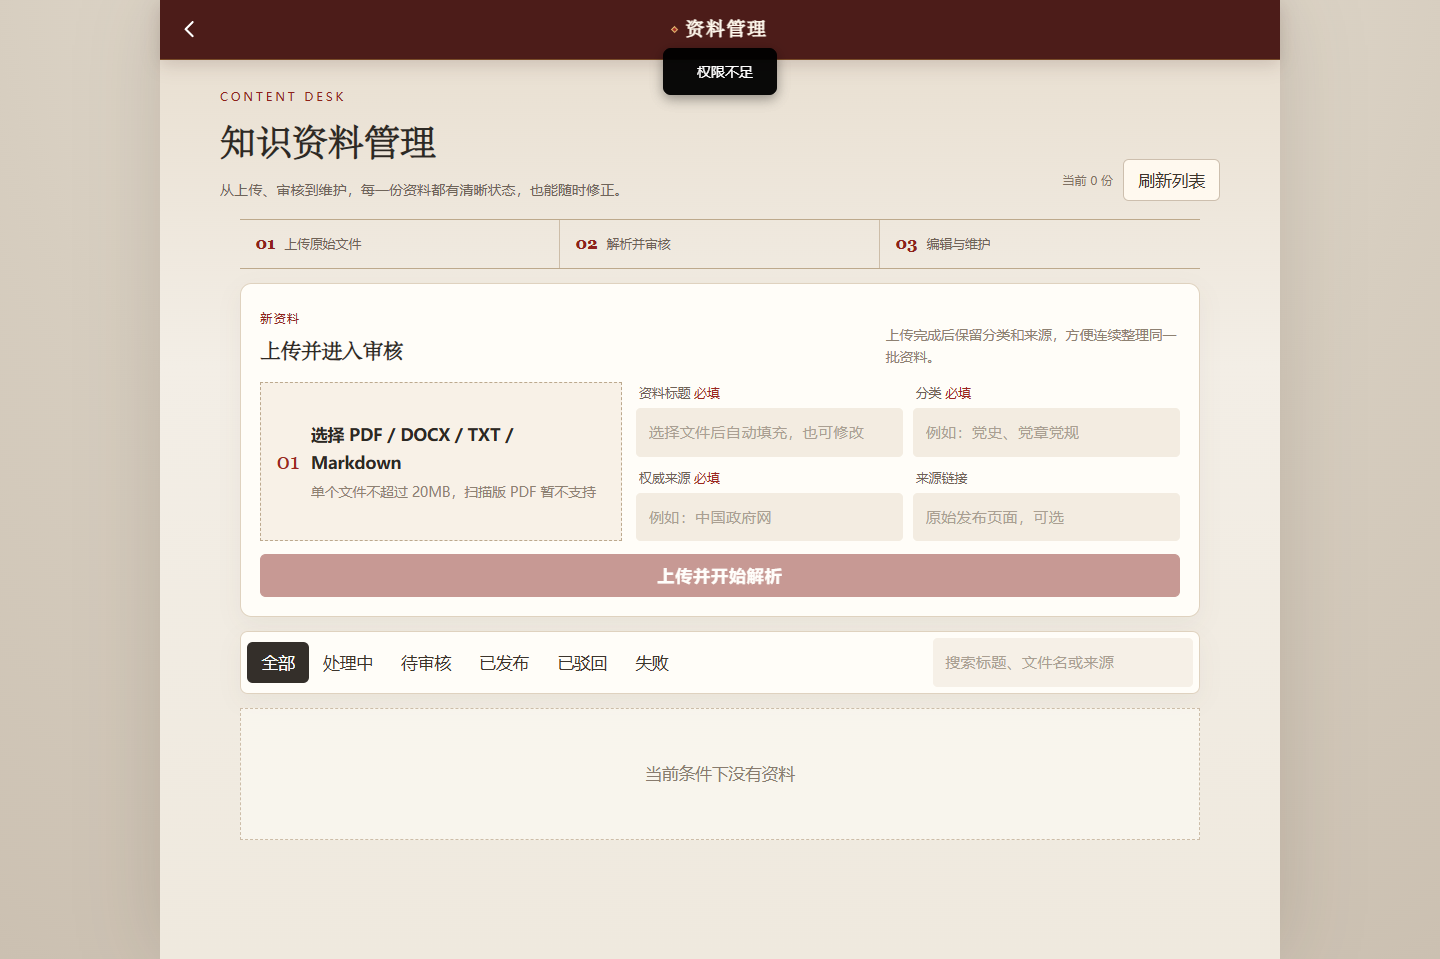 资料管理
权限不足
CONTENT DESK
知识资料管理
从上传、审核到维护，每一份资料都有清晰状态，也能随时修正。
当前 0 份
刷新列表
01 上传原始文件
02 解析并审核
03 编辑与维护
新资料
上传并进入审核
上传完成后保留分类和来源，方便连续整理同一
批资料。
01
选择 PDF / DOCX / TXT /
Markdown
单个文件不超过 20MB，扫描版 PDF 暂不支持
资料标题 必填
选择文件后自动填充，也可修改
分类 必填
例如：党史、党章党规
权威来源 必填
例如：中国政府网
来源链接
原始发布页面，可选
上传并开始解析
全部
处理中
待审核
已发布
已驳回
失败
搜索标题、文件名或来源
当前条件下没有资料